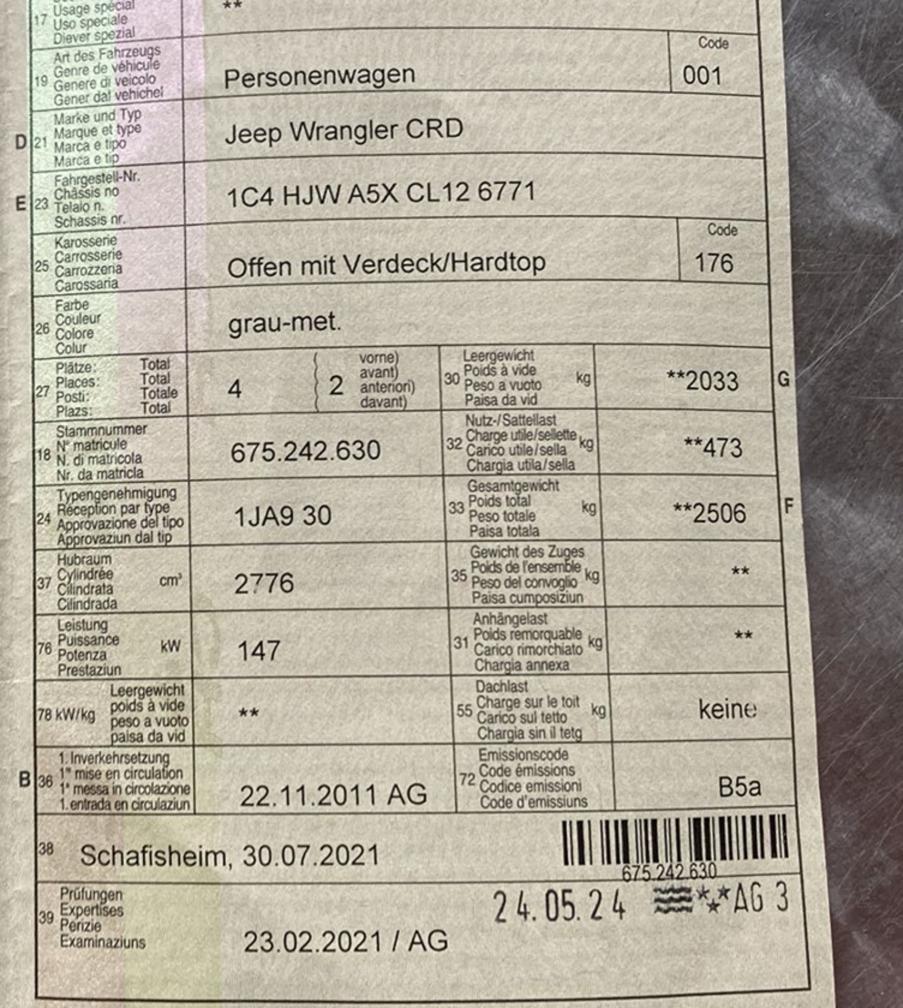 Usage spécial
17 Uso speciale **
Diever spezial
Art des Fahrzeugs
Genre de véhicule
19 Genere di veicolo
Gener dal vehichel
Personenwagen
Code
001
Marke und Typ
Marque et type
D 21 Marca e tipo
Marca e tip
Jeep Wrangler CRD
Fahrgestell-Nr.
Châssis no
E 23 Telaio n.
Schassis nr.
1C4 HJW A5X CL12 6771
Karosserie
Carrosserie
25 Carrozzeria
Carossaria
Offen mit Verdeck/Hardtop
Code
176
Farbe
Couleur
26 Colore
Colur
grau-met.
Plätze: Total
Places: Total
27 Posti: Totale
Plazs: Total
4
2
vorne)
avant)
anteriori)
davant)
Leergewicht
30 Poids à vide kg
Peso a vuoto
Paisa da vid
**2033 G
Stammnummer
N° matricule
18 N. di matricola
Nr. da matricla
675.242.630
Nutz-/Sattellast
32 Charge utile/sellette kg
Carico utile/sella
Chargia utila/sella
**473
Typengenehmigung
Réception par type
24 Approvazione del tipo
Approvaziun dal tip
1JA9 30
Gesamtgewicht
33 Poids total kg
Peso totale
Paisa totala
**2506 F
Hubraum
37 Cylindrée cm³
Cilindrata
Cilindrada
2776
Gewicht des Zuges
35 Poids de l'ensemble kg
Peso del convoglio
Paisa cumposiziun
**
Leistung
76 Puissance kW
Potenza
Prestaziun
147
Anhängelast
31 Poids remorquable kg
Carico rimorchiato
Chargia annexa
**
Leergewicht
78 kW/kg poids à vide
peso a vuoto
paisa da vid
**
Dachlast
55 Charge sur le toit kg
Carico sul tetto
Chargia sin il tetg
keine
1. Inverkehrsetzung
B 36 1re mise en circulation
1a messa in circolazione
1. entrada en circulaziun
22.11.2011 AG
Emissionscode
72 Code émissions
Codice emissioni
Code d'emissiuns
B5a
38 Schafisheim, 30.07.2021
675.242.630
Prüfungen
39 Expertises
Perizie
Examinaziuns
24.05.24 AG 3
23.02.2021 / AG